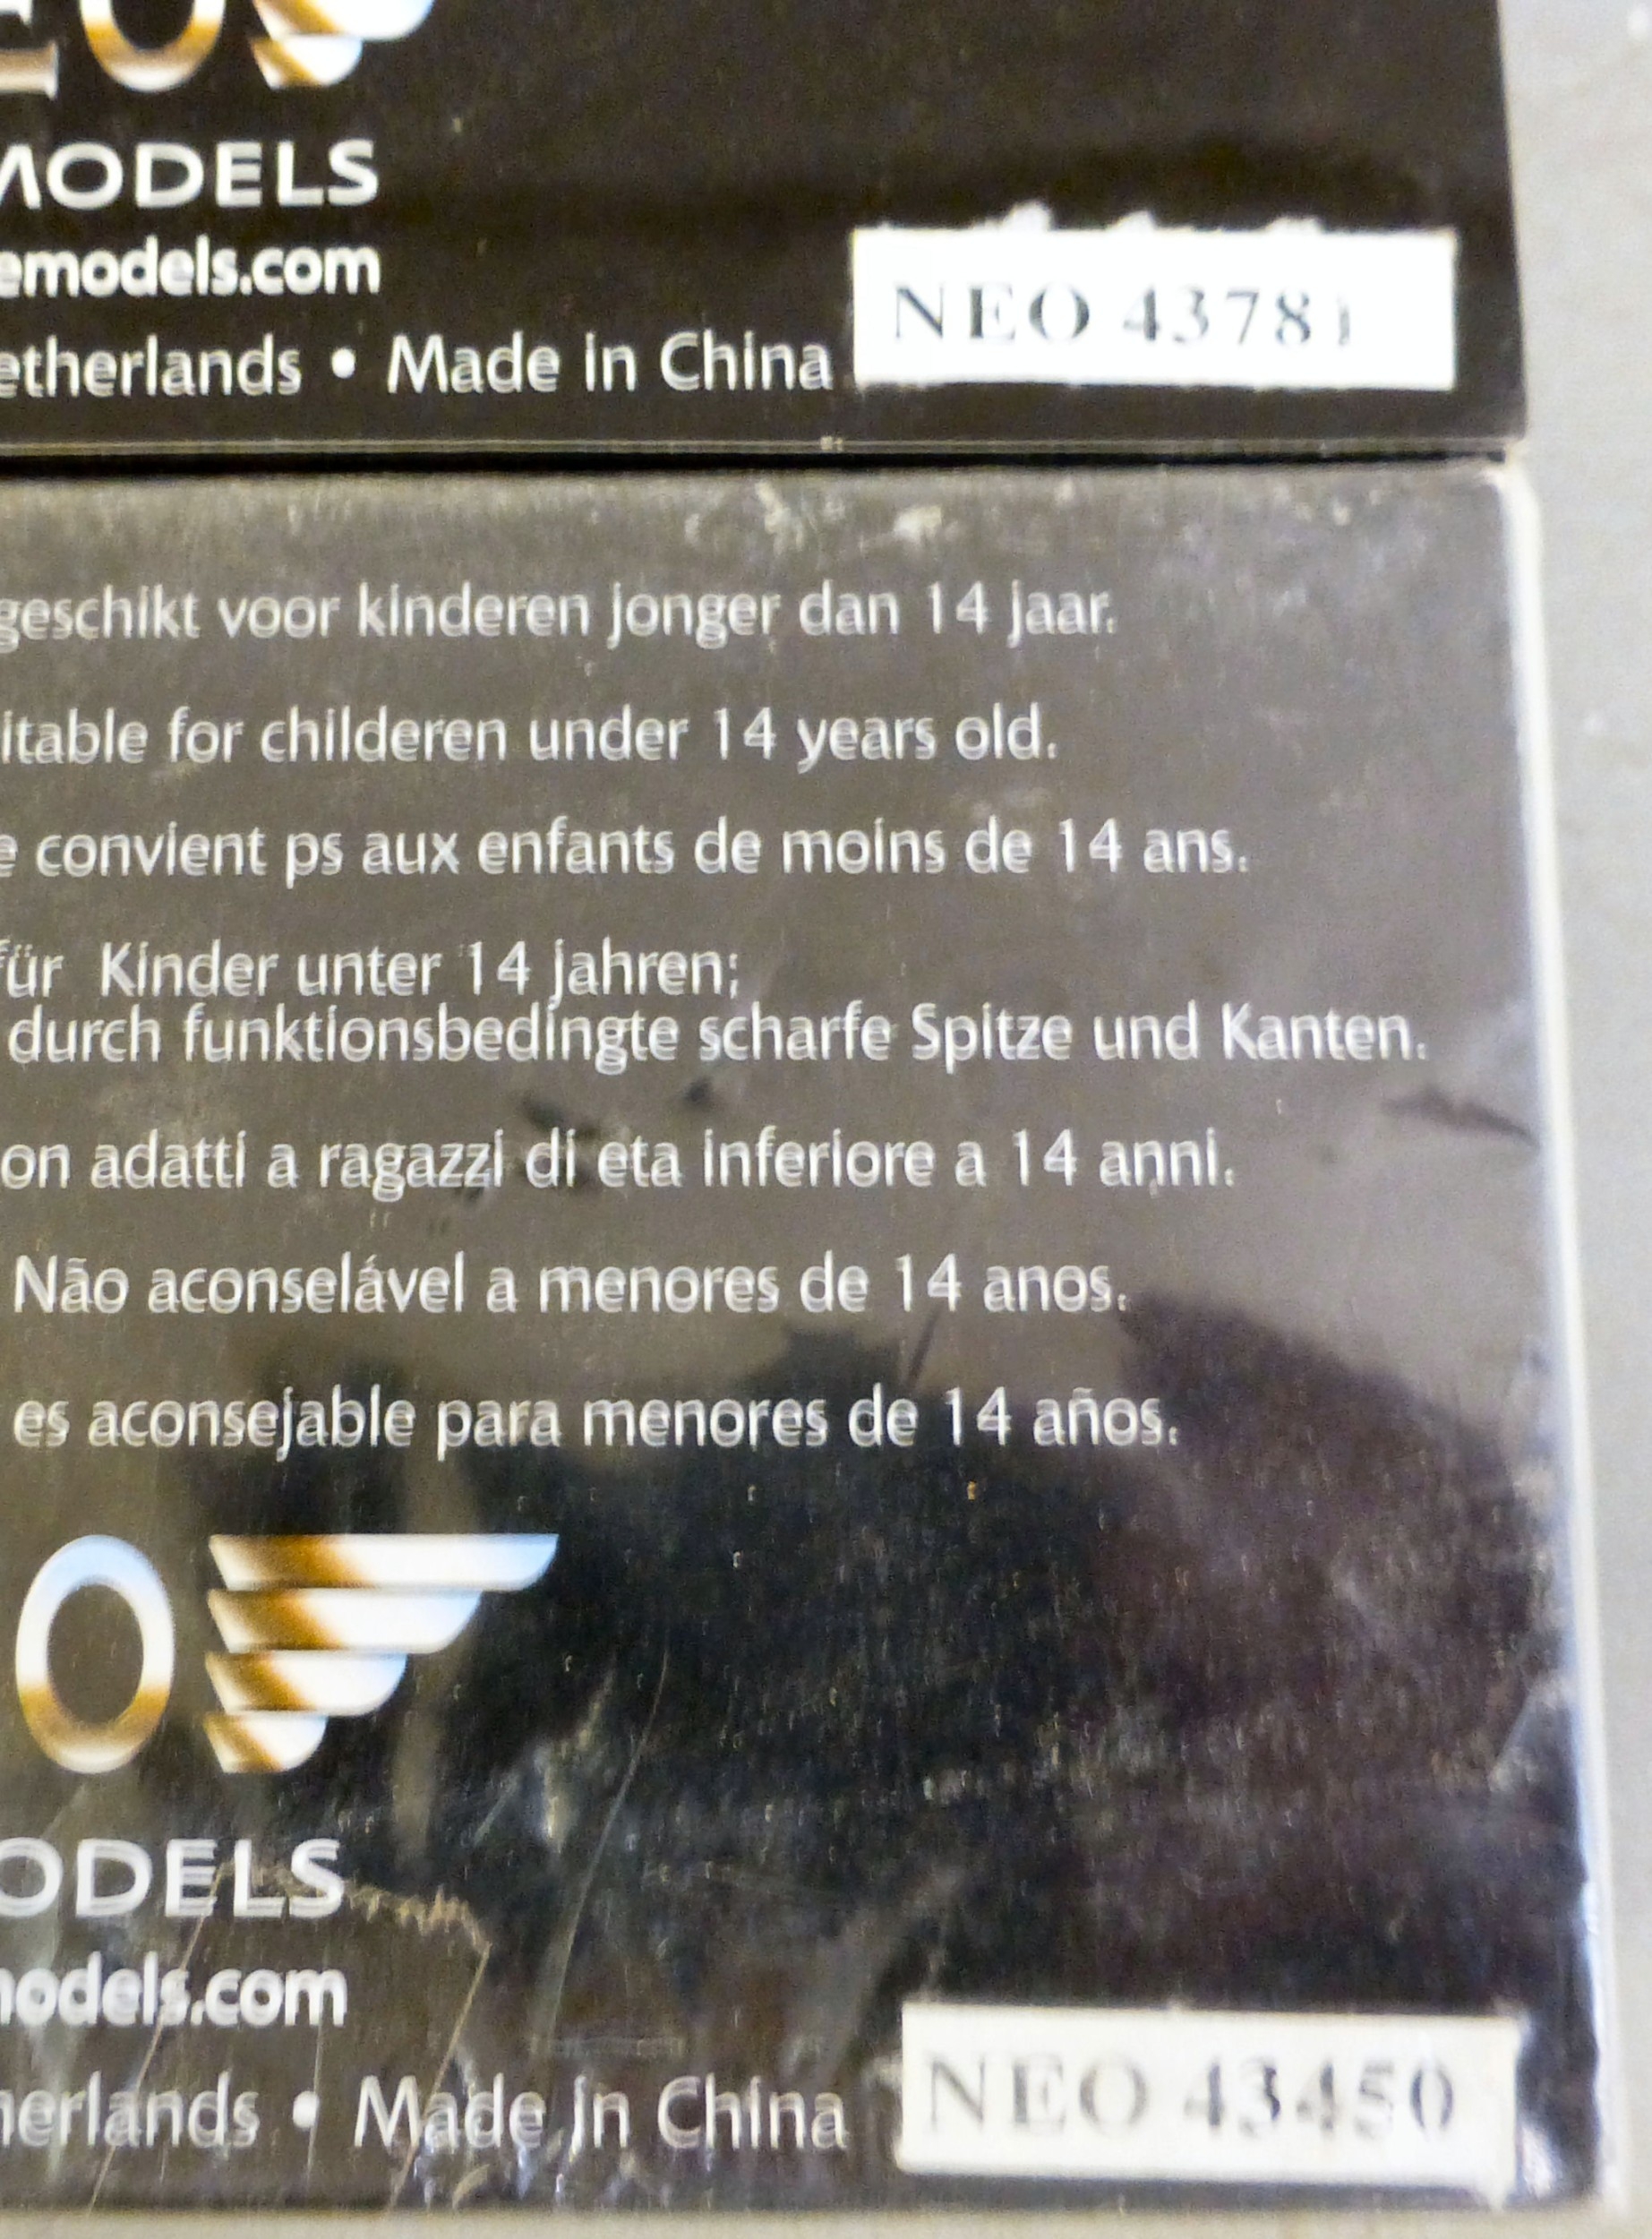 EO
MODELS
emodels.com
etherlands • Made in China
NEO 43781
geschikt voor kinderen jonger dan 14 jaar.
itable for childeren under 14 years old.
e convient ps aux enfants de moins de 14 ans.
für Kinder unter 14 jahren;
durch funktionsbedingte scharfe Spitze und Kanten.
on adatti a ragazzi di eta inferiore a 14 anni.
Não aconselável a menores de 14 anos.
es aconsejable para menores de 14 años.
O
ODELS
nodels.com
herlands • Made in China
NEO 43450